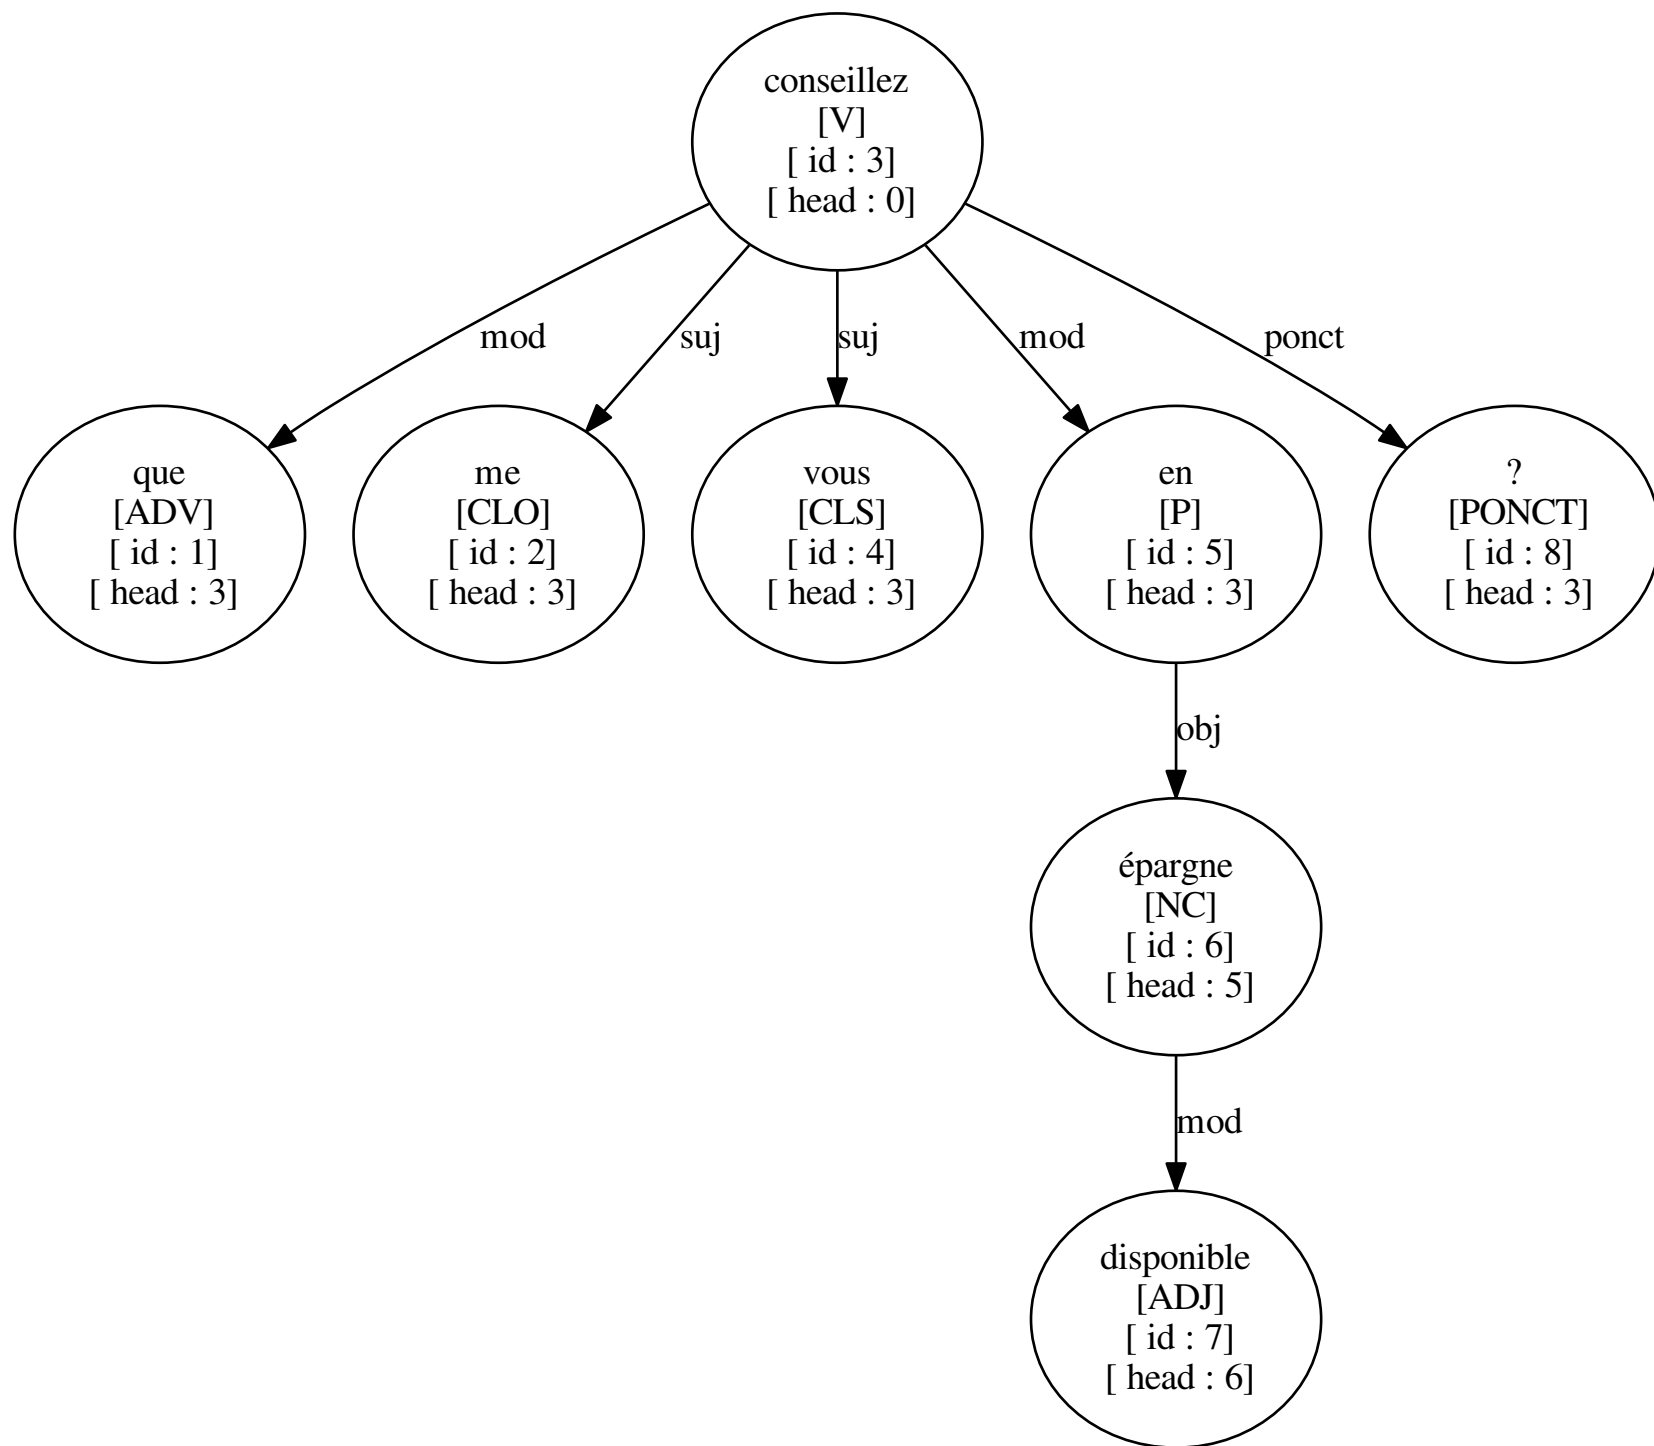 conseillez
[V]
[ id : 3]
[ head : 0]
mod
suj
suj
mod
ponct
que
[ADV]
[ id : 1]
[ head : 3]
me
[CLO]
[ id : 2]
[ head : 3]
vous
[CLS]
[ id : 4]
[ head : 3]
en
[P]
[ id : 5]
[ head : 3]
?
[PONCT]
[ id : 8]
[ head : 3]
obj
épargne
[NC]
[ id : 6]
[ head : 5]
mod
disponible
[ADJ]
[ id : 7]
[ head : 6]